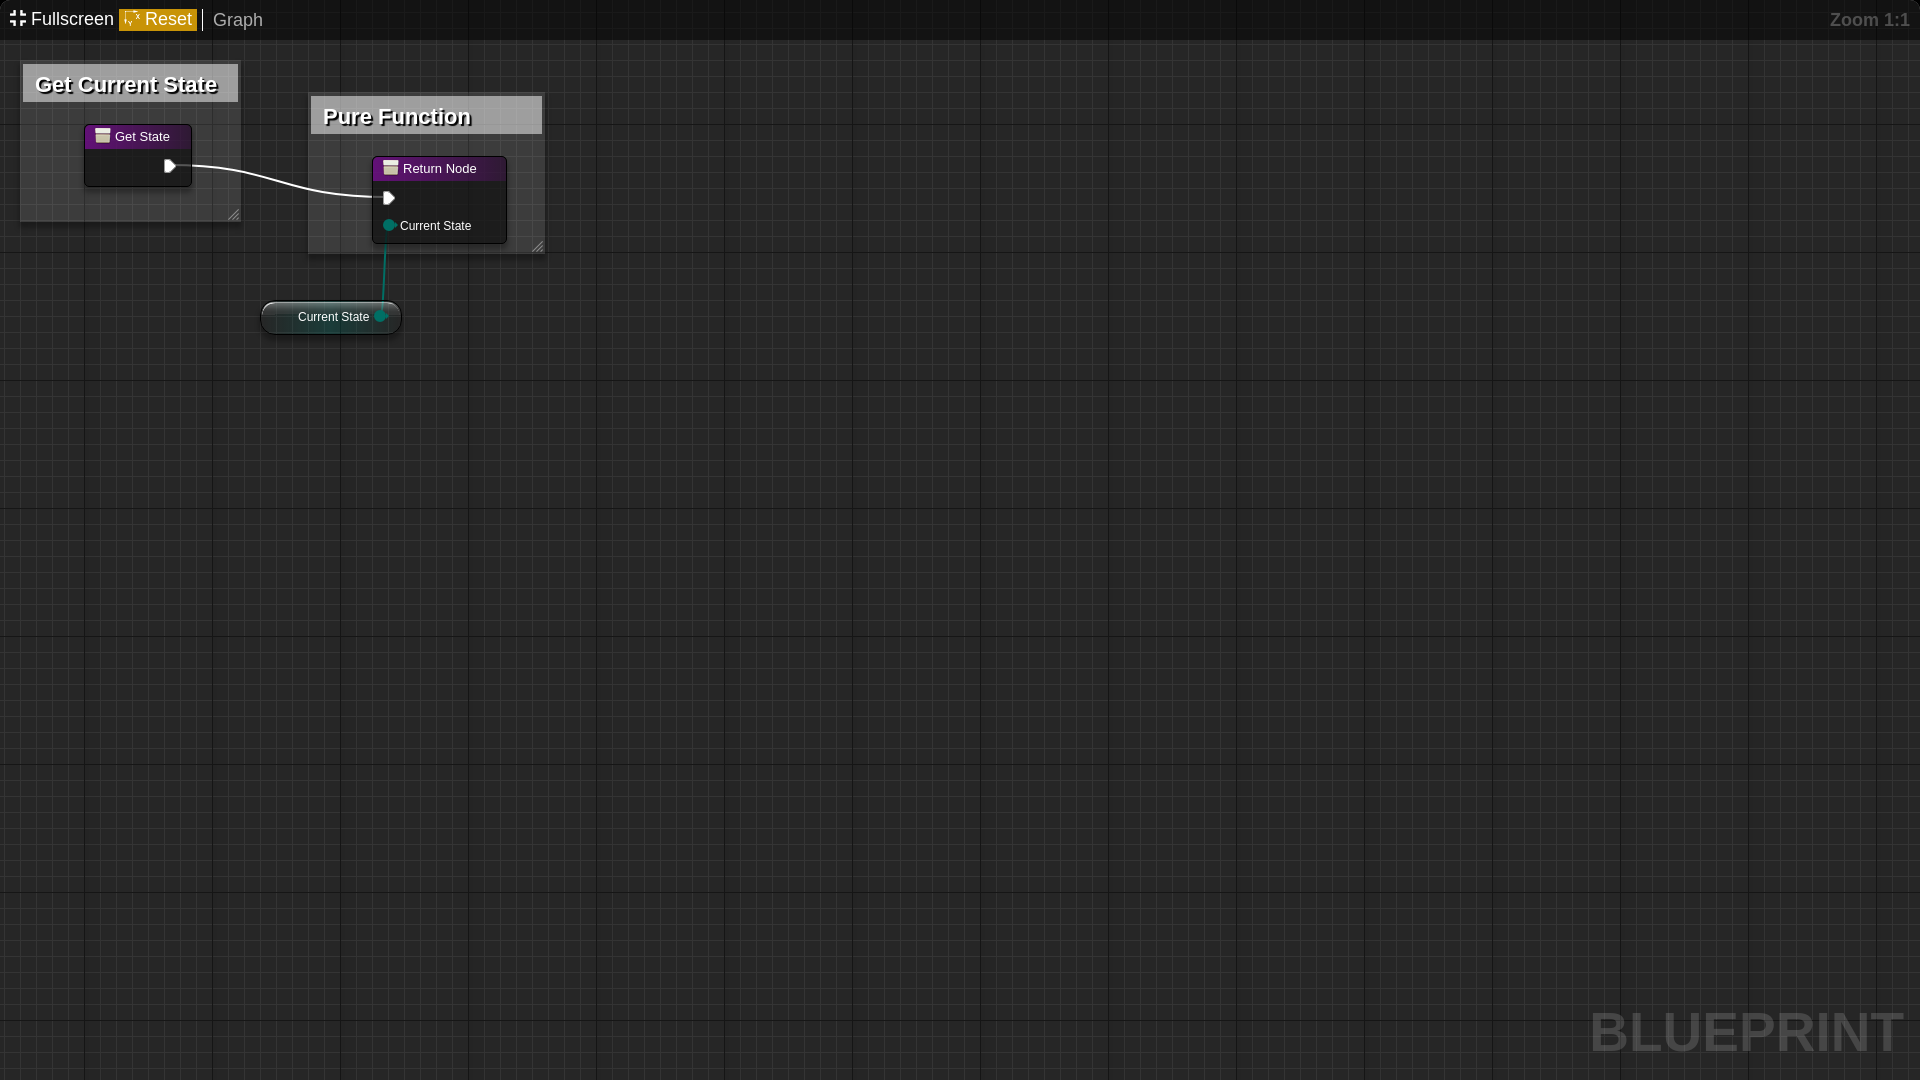 Fullscreen Reset Graph Zoom 1:1
Get Current State
Get State
Pure Function
Return Node
Current State
Current State
BLUEPRINT